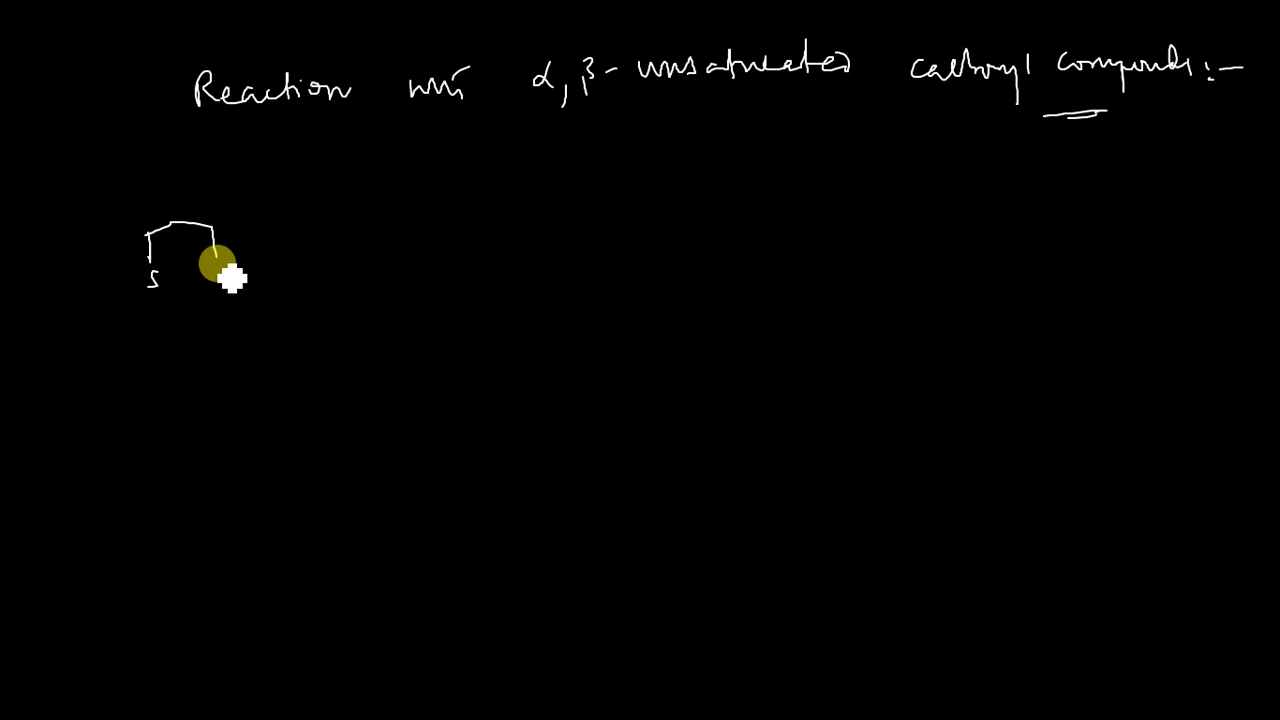 Reaction with α,β-unsaturated carbonyl compounds:-
S